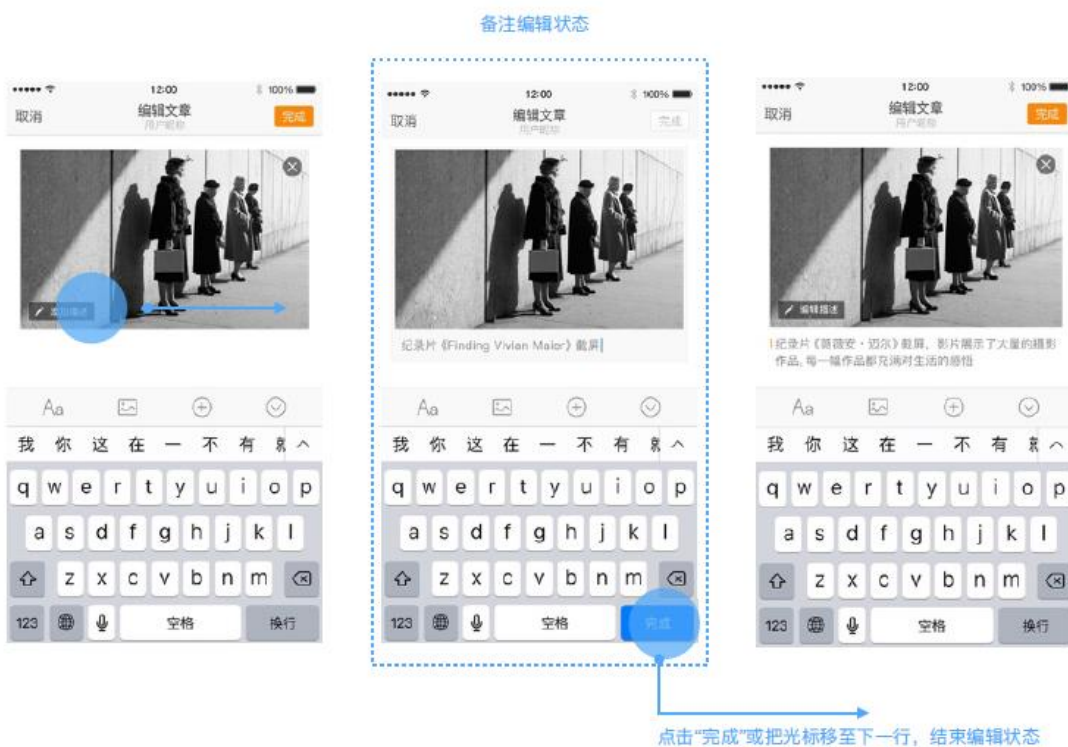 备注编辑状态
12:00
100%
取消
编辑文章
用户昵称
完成
添加描述
Aa
我 你 这 在 一 不 有 就
q w e r t y u i o p
a s d f g h j k l
z x c v b n m
123
空格
换行
12:00
100%
取消
编辑文章
用户昵称
完成
纪录片《Finding Vivian Maier》截屏
Aa
我 你 这 在 一 不 有 就
q w e r t y u i o p
a s d f g h j k l
z x c v b n m
123
空格
完成
12:00
100%
取消
编辑文章
用户昵称
完成
编辑描述
纪录片《薇薇安·迈尔》截屏，影片展示了大量的摄影
作品, 每一幅作品都充满对生活的感悟
Aa
我 你 这 在 一 不 有 就
q w e r t y u i o p
a s d f g h j k l
z x c v b n m
123
空格
换行
点击“完成”或把光标移至下一行，结束编辑状态